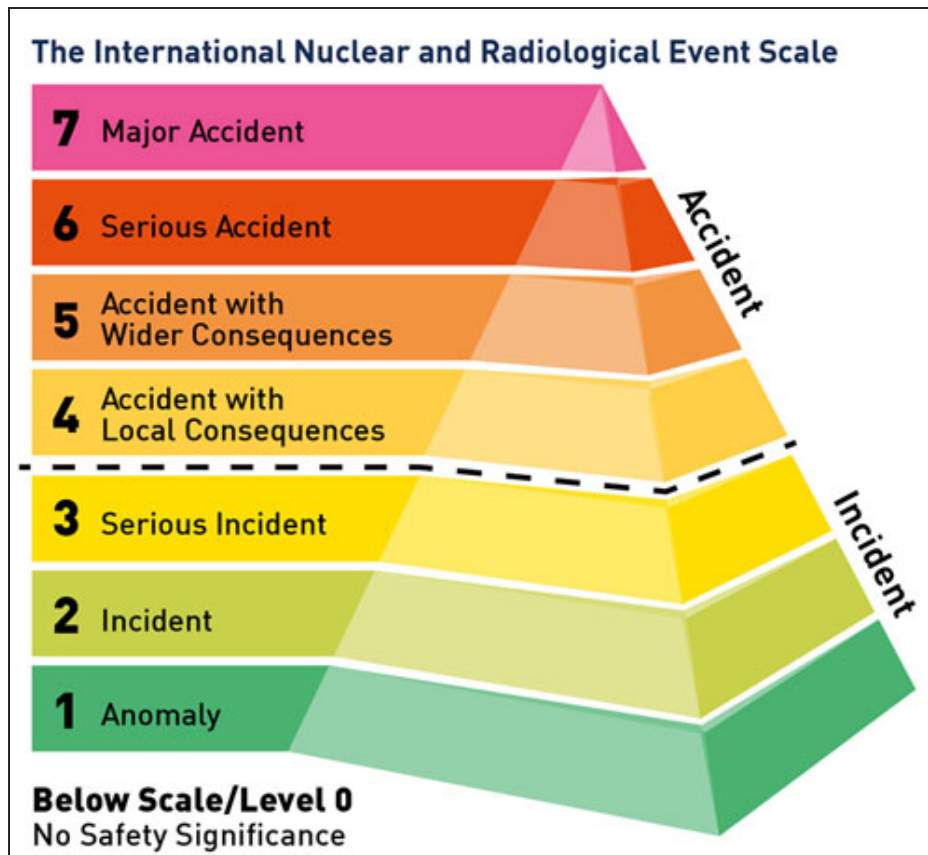 The International Nuclear and Radiological Event Scale
7 Major Accident
6 Serious Accident
5 Accident with
Wider Consequences
4 Accident with
Local Consequences
3 Serious Incident
2 Incident
1 Anomaly
Accident
Incident
Below Scale/Level 0
No Safety Significance